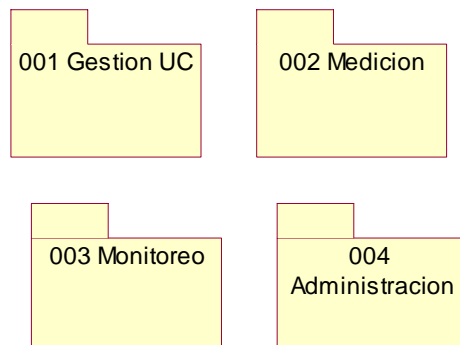 001 Gestion UC
002 Medicion
003 Monitoreo
004
Administracion